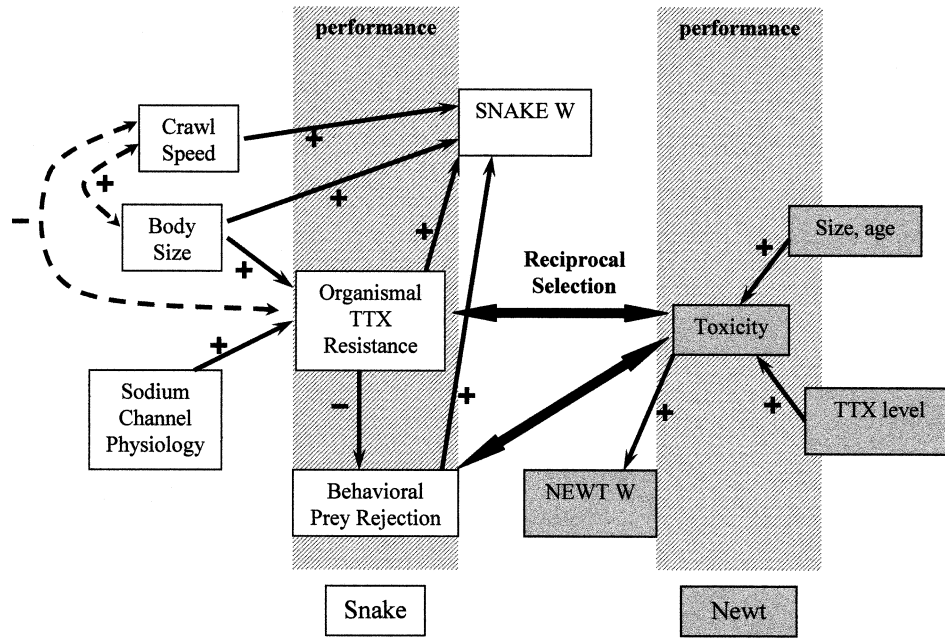 performance
performance
SNAKE W
Crawl
Speed
+
+
Body
Size
+
+
+
−
Size, age
+
Reciprocal
Selection
Organismal
TTX
Resistance
Toxicity
+
Sodium
Channel
Physiology
−
+
+
+
TTX level
Behavioral
Prey Rejection
NEWT W
Snake
Newt